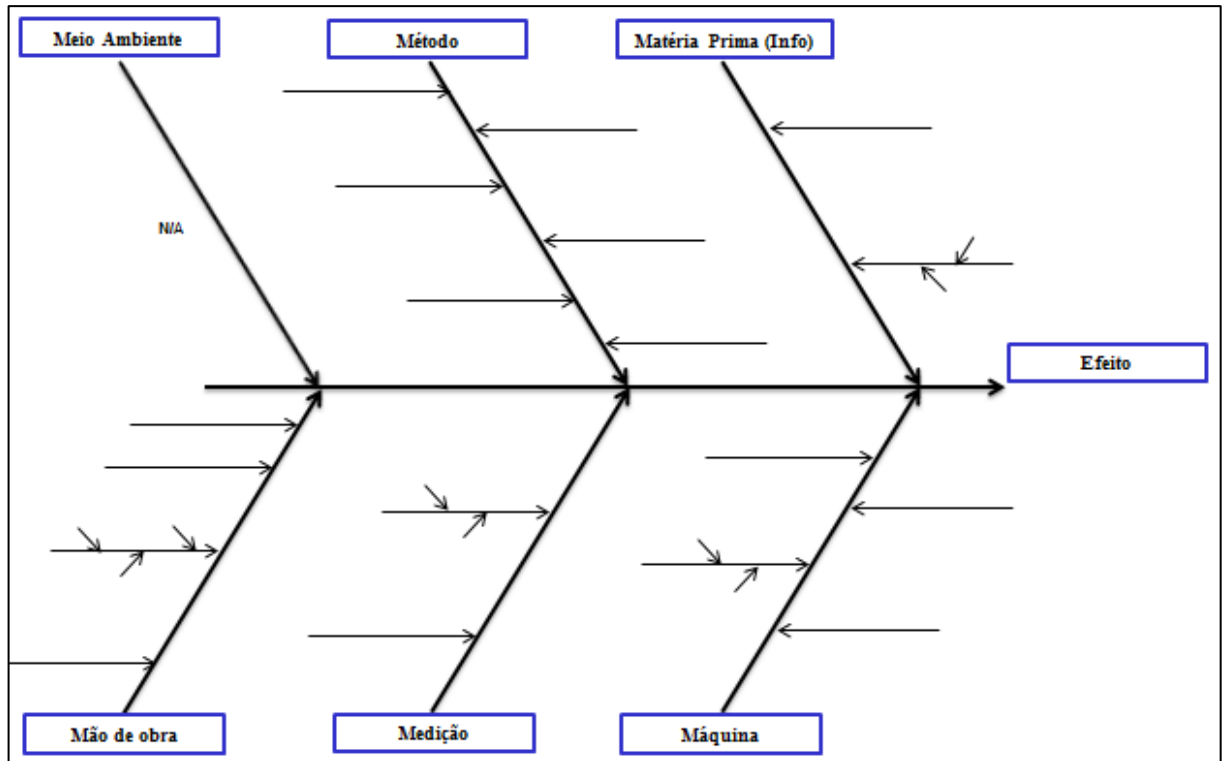 Meio Ambiente
Método
Matéria Prima (Info)
N/A
Efeito
Mão de obra
Medição
Máquina